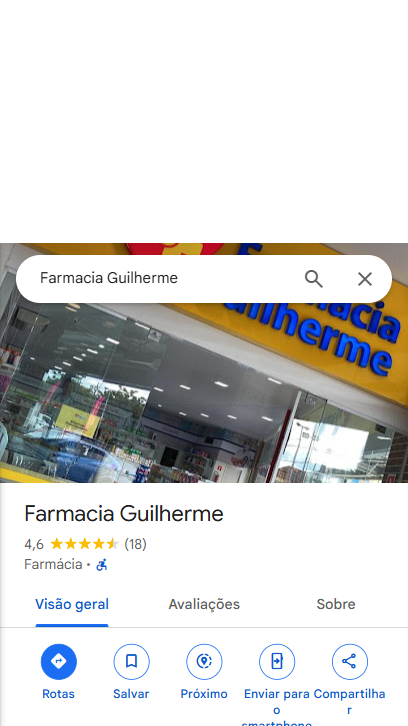 Farmacia Guilherme
Farmacia
Guilherme
Farmacia Guilherme
4,6 (18)
Farmácia ·
Visão geral Avaliações Sobre
Rotas Salvar Próximo Enviar para o smartphone Compartilhar